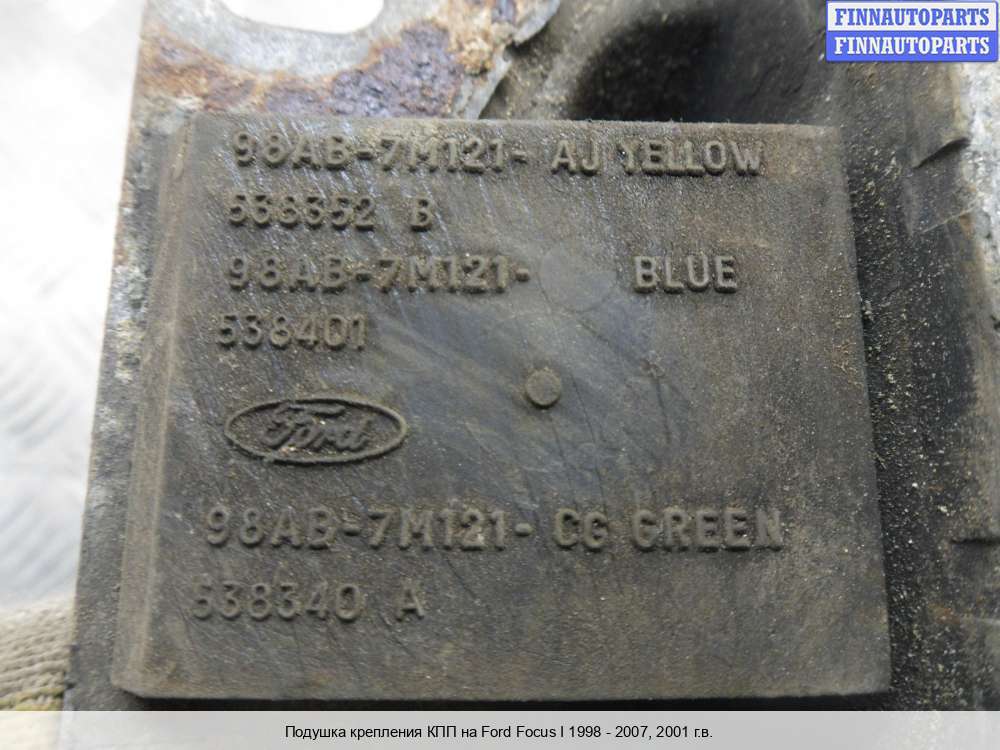 FINNAUTOPARTS
FINNAUTOPARTS
98AB-7M121- AJ YELLOW
538352 B
98AB-7M121- BLUE
538401
Ford
98AB-7M121- CG GREEN
538340 A
Подушка крепления КПП на Ford Focus I 1998 - 2007, 2001 г.в.